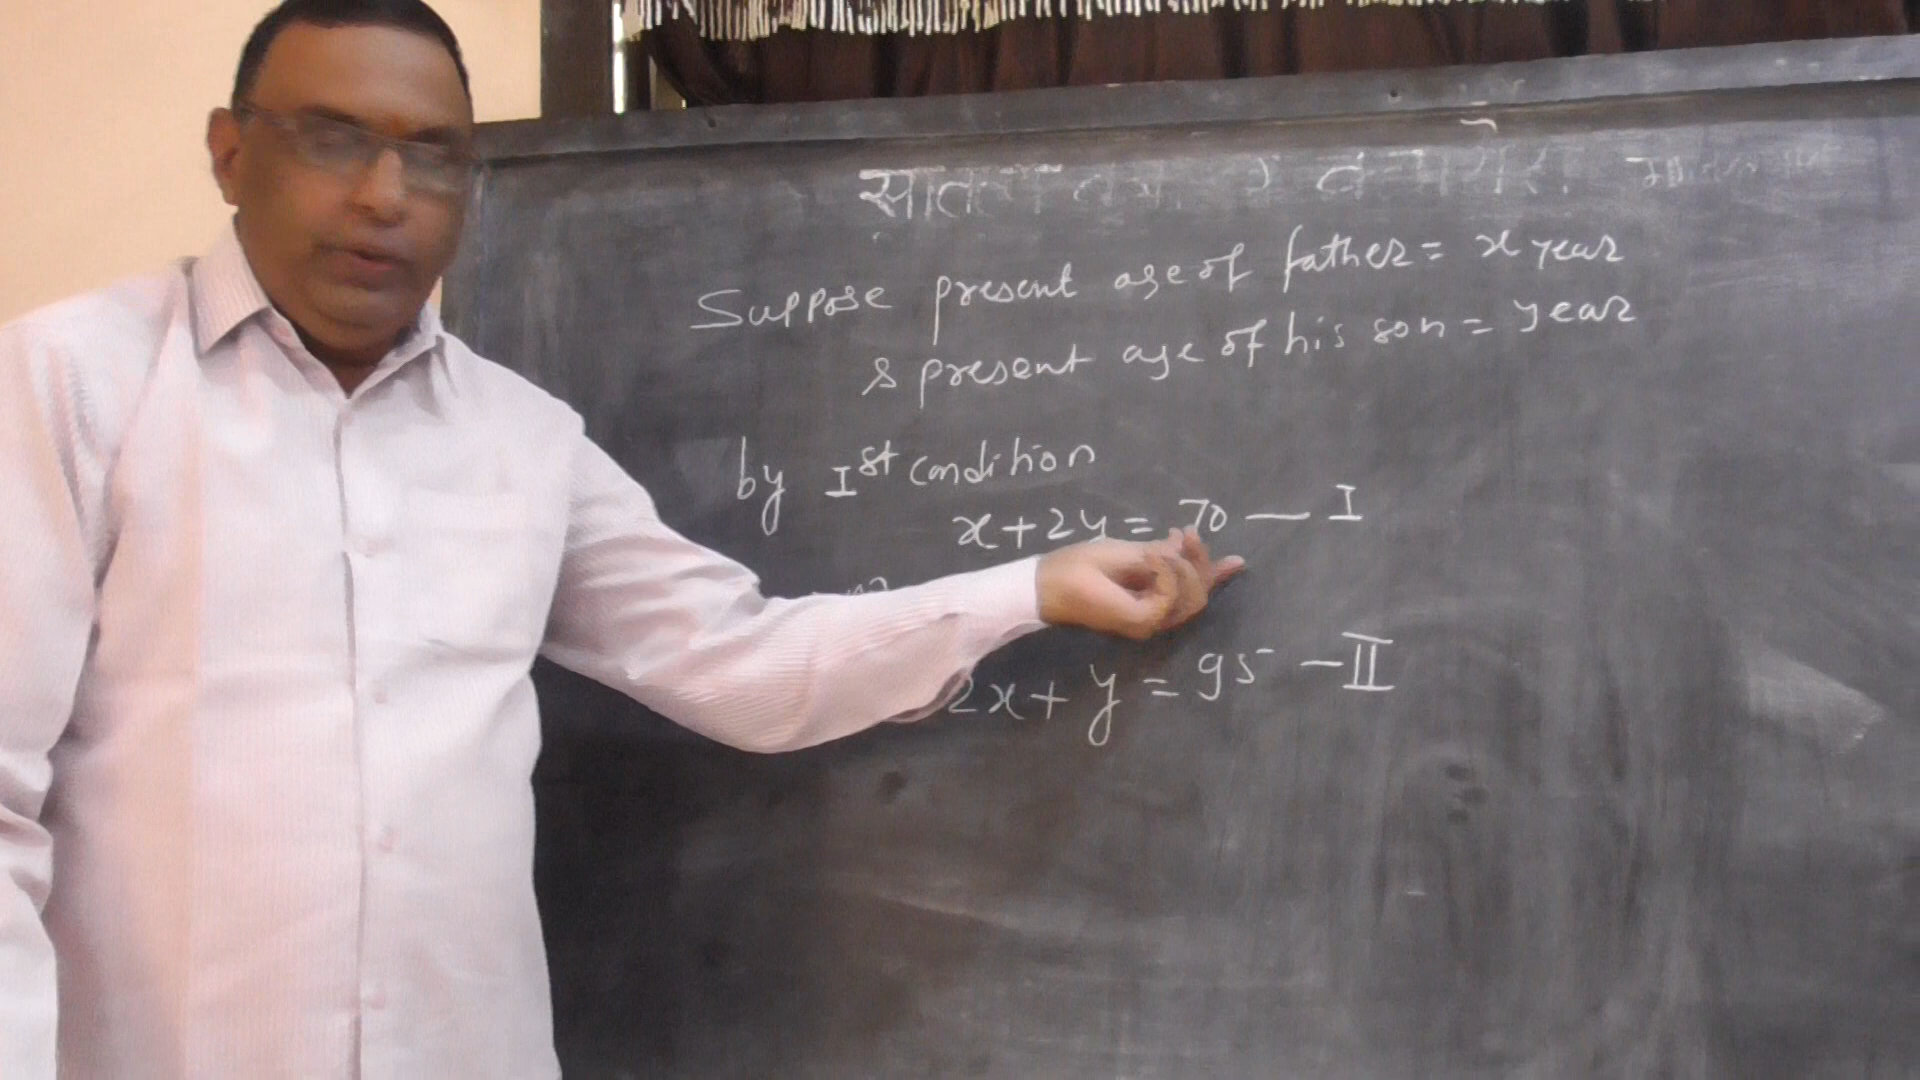 Suppose present age of father = x year
& present age of his son = year
by Ist condition
x + 2y = 70 — I
2x + y = 95 — II